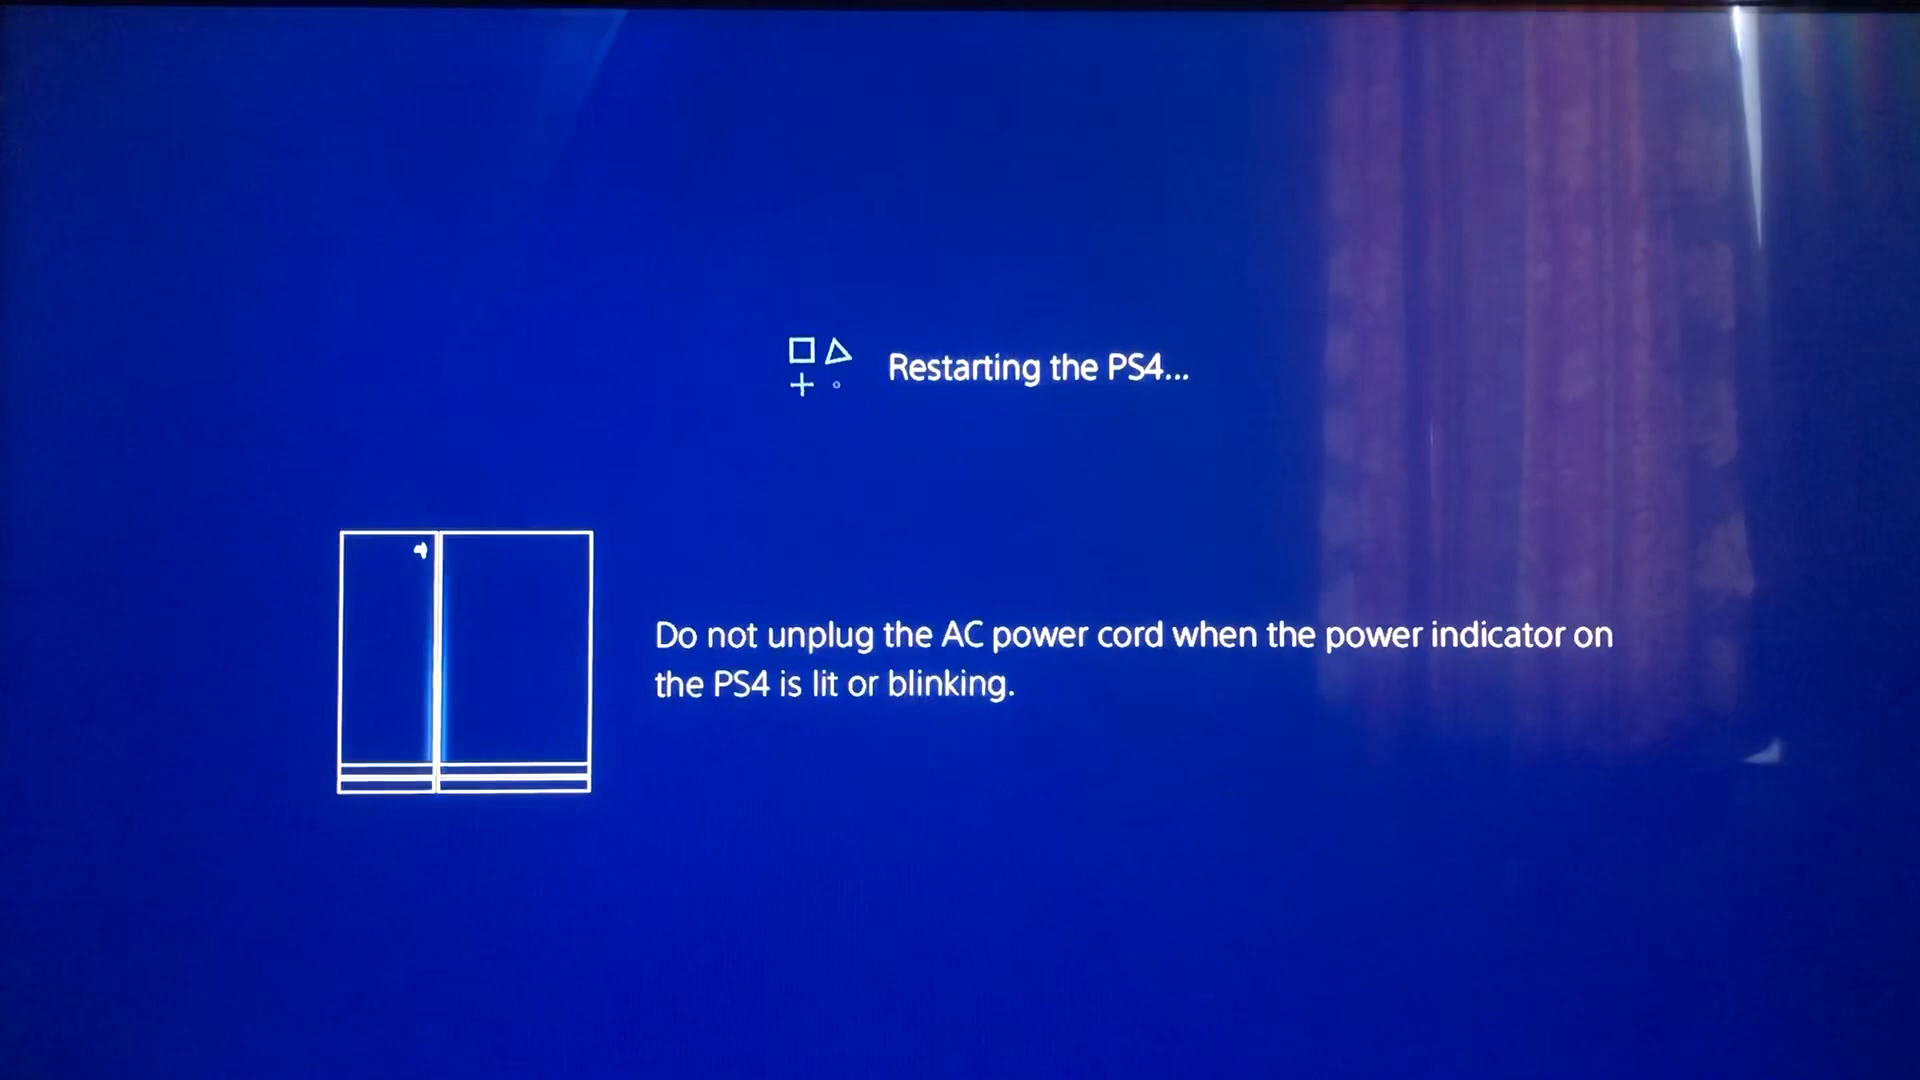 Restarting the PS4...
Do not unplug the AC power cord when the power indicator on
the PS4 is lit or blinking.